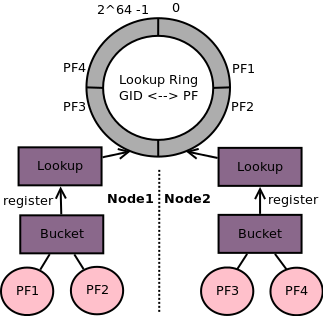 2^64 -1 0
PF4 PF1
Lookup Ring
GID <--> PF
PF3 PF2
Lookup Lookup
register Node1 Node2 register
Bucket Bucket
PF1 PF2 PF3 PF4